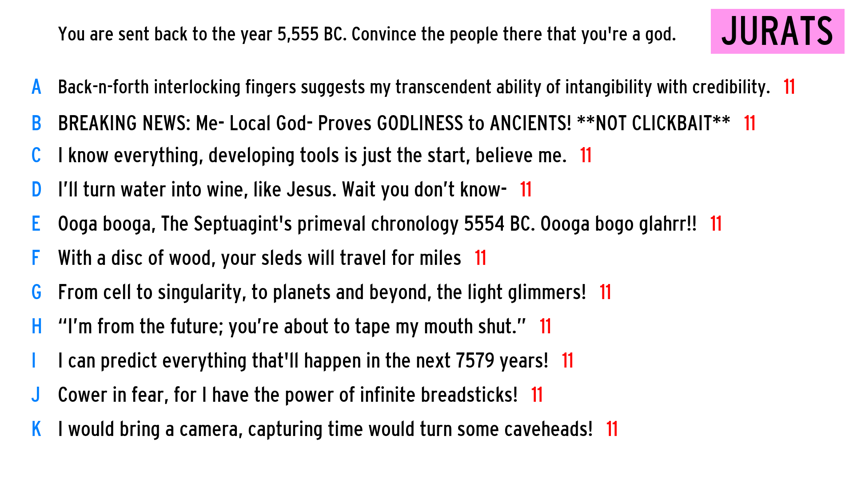 You are sent back to the year 5,555 BC. Convince the people there that you're a god.
JURATS
A Back-n-forth interlocking fingers suggests my transcendent ability of intangibility with credibility. 11
B BREAKING NEWS: Me- Local God- Proves GODLINESS to ANCIENTS! **NOT CLICKBAIT** 11
C I know everything, developing tools is just the start, believe me. 11
D I’ll turn water into wine, like Jesus. Wait you don’t know- 11
E Ooga booga, The Septuagint's primeval chronology 5554 BC. Oooga bogo glahrr!! 11
F With a disc of wood, your sleds will travel for miles 11
G From cell to singularity, to planets and beyond, the light glimmers! 11
H “I’m from the future; you’re about to tape my mouth shut.” 11
I I can predict everything that'll happen in the next 7579 years! 11
J Cower in fear, for I have the power of infinite breadsticks! 11
K I would bring a camera, capturing time would turn some caveheads! 11